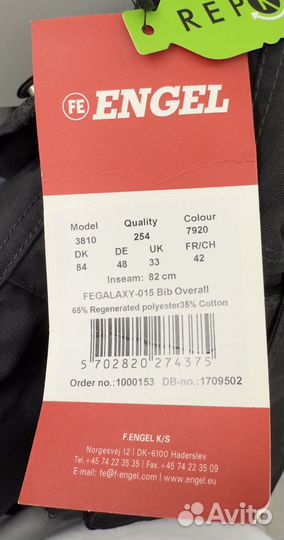 REPK
FE ENGEL
Model Quality Colour
3810 254 7920
DK DE UK FR/CH
84 48 33 42
Inseam: 82 cm
FEGALAXY-015 Bib Overall
65% Regenerated polyester35% Cotton
5 702820 274375
Order no.:1000153 DB-no.:1709502
F.ENGEL K/S
Norgesvej 12 | DK-6100 Haderslev
Tel.+45 74 22 35 35 | Fax.+45 74 23 58 09
E-mail: fe@f-engel.com | www.engel.eu
Avito